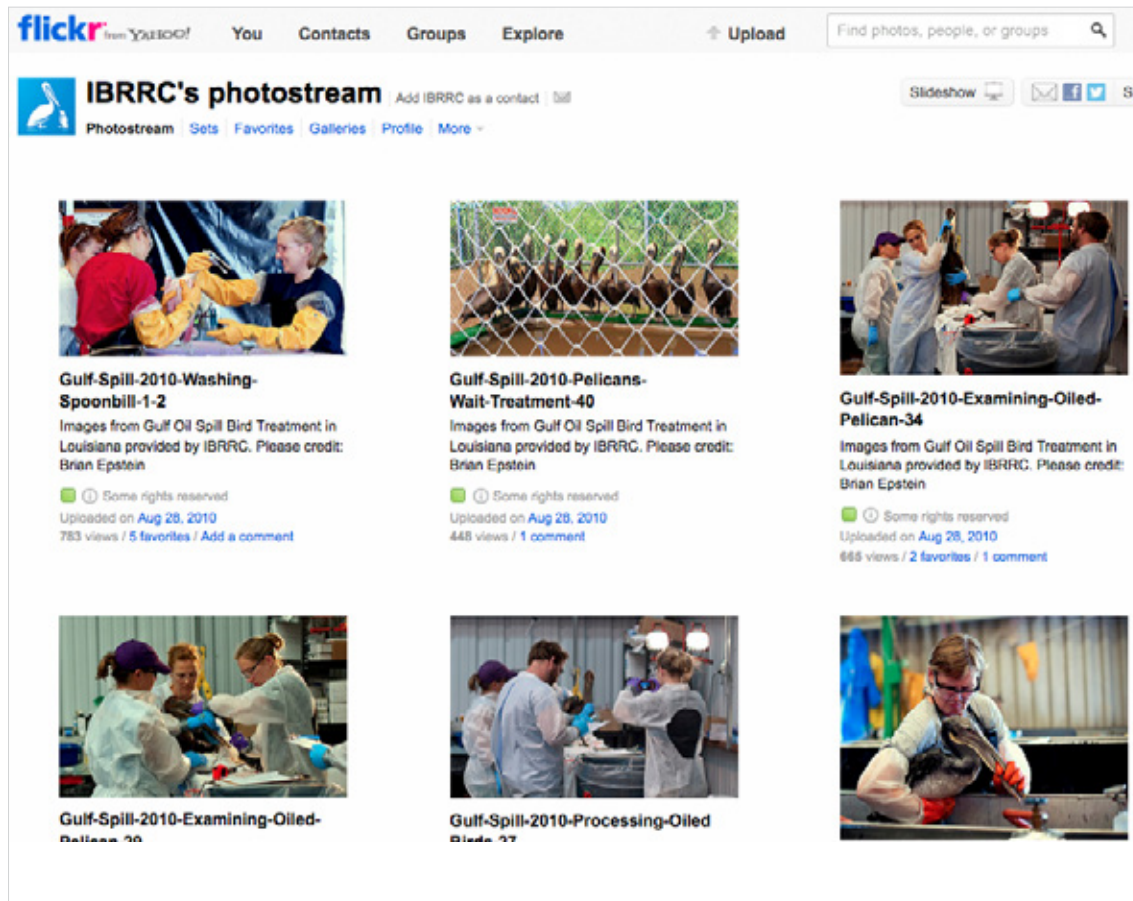 flickr from YAHOO! You Contacts Groups Explore Upload Find photos, people, or groups
IBRRC's photostream Add IBRRC as a contact
Slideshow S
Photostream Sets Favorites Galleries Profile More
Gulf-Spill-2010-Washing-
Spoonbill-1-2
Images from Gulf Oil Spill Bird Treatment in
Louisiana provided by IBRRC. Please credit:
Brian Epstein
Some rights reserved
Uploaded on Aug 28, 2010
783 views / 5 favorites / Add a comment
Gulf-Spill-2010-Pelicans-
Wait-Treatment-40
Images from Gulf Oil Spill Bird Treatment in
Louisiana provided by IBRRC. Please credit:
Brian Epstein
Some rights reserved
Uploaded on Aug 28, 2010
448 views / 1 comment
Gulf-Spill-2010-Examining-Oiled-
Pelican-34
Images from Gulf Oil Spill Bird Treatment in
Louisiana provided by IBRRC. Please credit:
Brian Epstein
Some rights reserved
Uploaded on Aug 28, 2010
665 views / 2 favorites / 1 comment
Gulf-Spill-2010-Examining-Oiled-
Pelican-29
Gulf-Spill-2010-Processing-Oiled
Birds-27